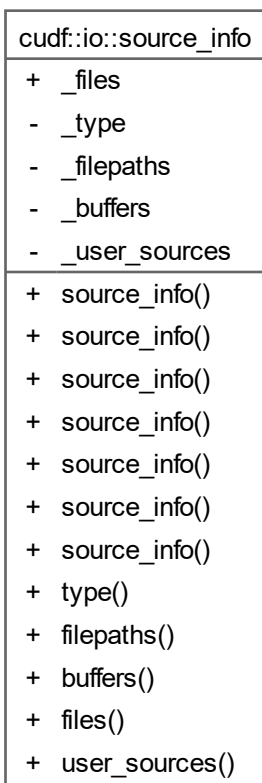 cudf::io::source_info
+ _files
- _type
- _filepaths
- _buffers
- _user_sources
+ source_info()
+ source_info()
+ source_info()
+ source_info()
+ source_info()
+ source_info()
+ source_info()
+ type()
+ filepaths()
+ buffers()
+ files()
+ user_sources()